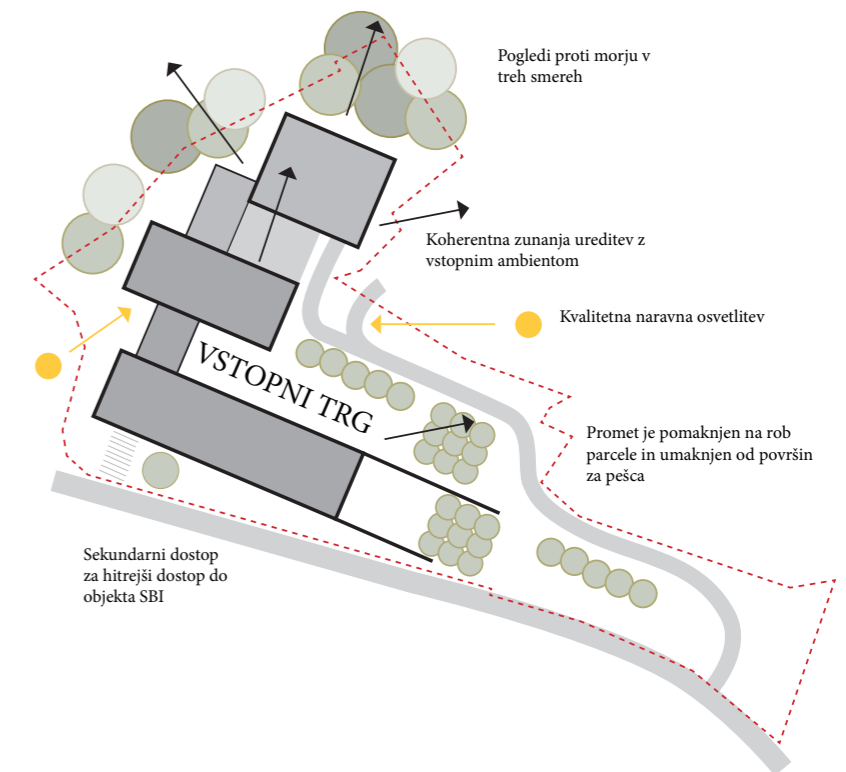 Pogledi proti morju v
treh smereh
Koherentna zunanja ureditev z
vstopnim ambientom
Kvalitetna naravna osvetlitev
VSTOPNI TRG
Promet je pomaknjen na rob
parcele in umaknjen od površin
za pešca
Sekundarni dostop
za hitrejši dostop do
objekta SBI